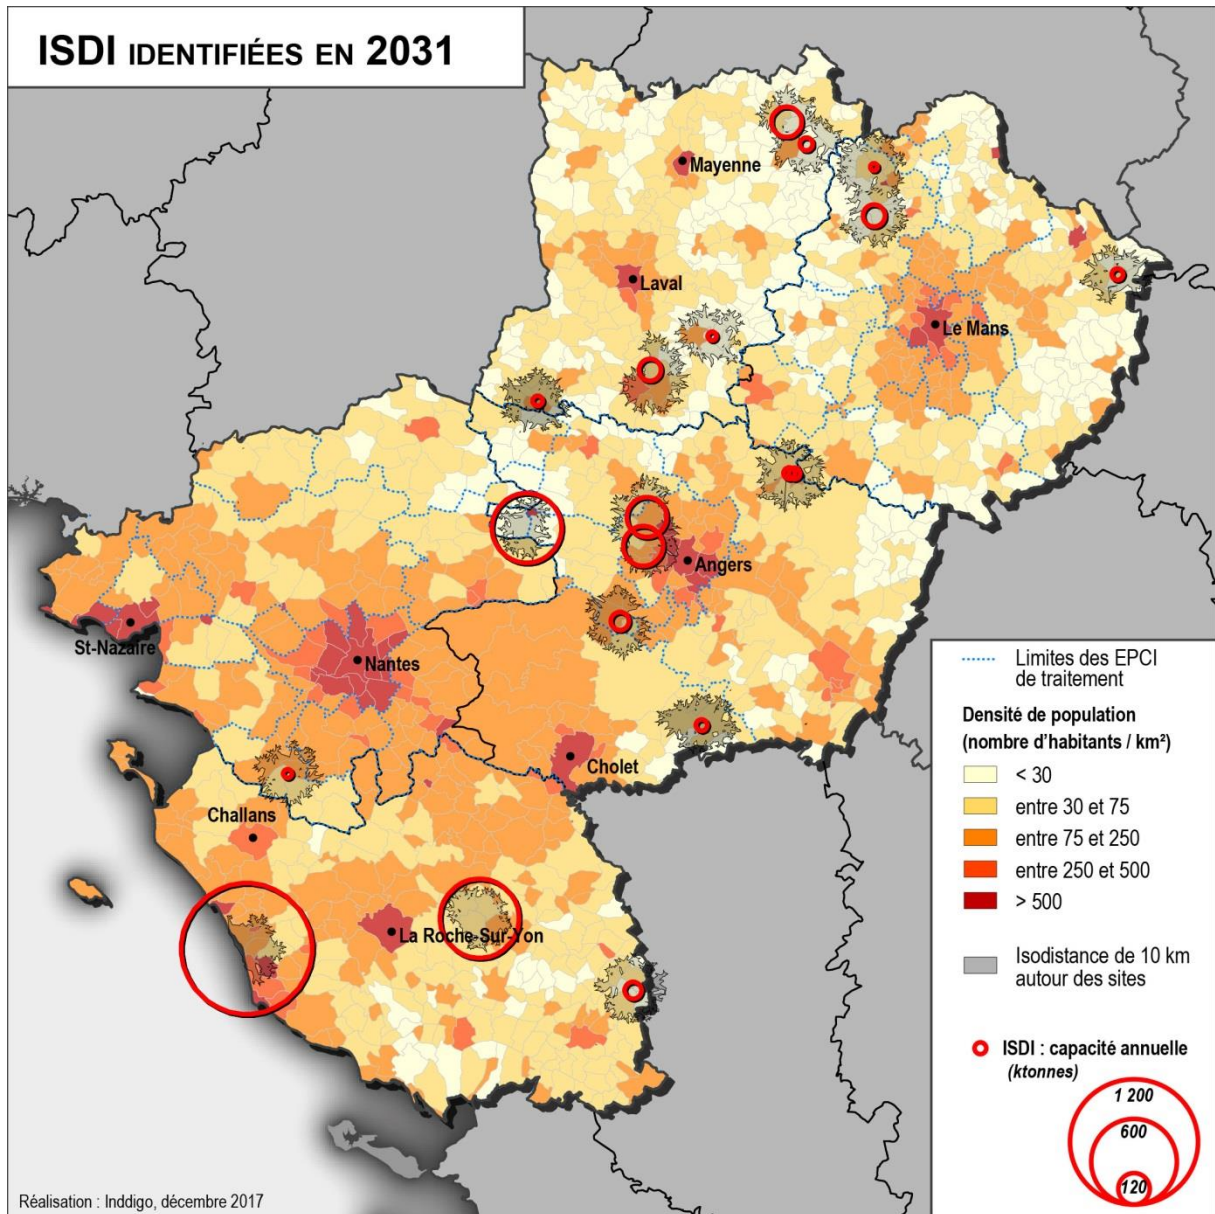 ISDI IDENTIFIÉES EN 2031
Mayenne
Laval
Le Mans
Angers
St-Nazaire
Nantes
Cholet
Challans
La Roche-Sur-Yon
Limites des EPCI
de traitement
Densité de population
(nombre d'habitants / km²)
< 30
entre 30 et 75
entre 75 et 250
entre 250 et 500
> 500
Isodistance de 10 km
autour des sites
ISDI : capacité annuelle
(ktonnes)
1 200
600
120
Réalisation : Inddigo, décembre 2017